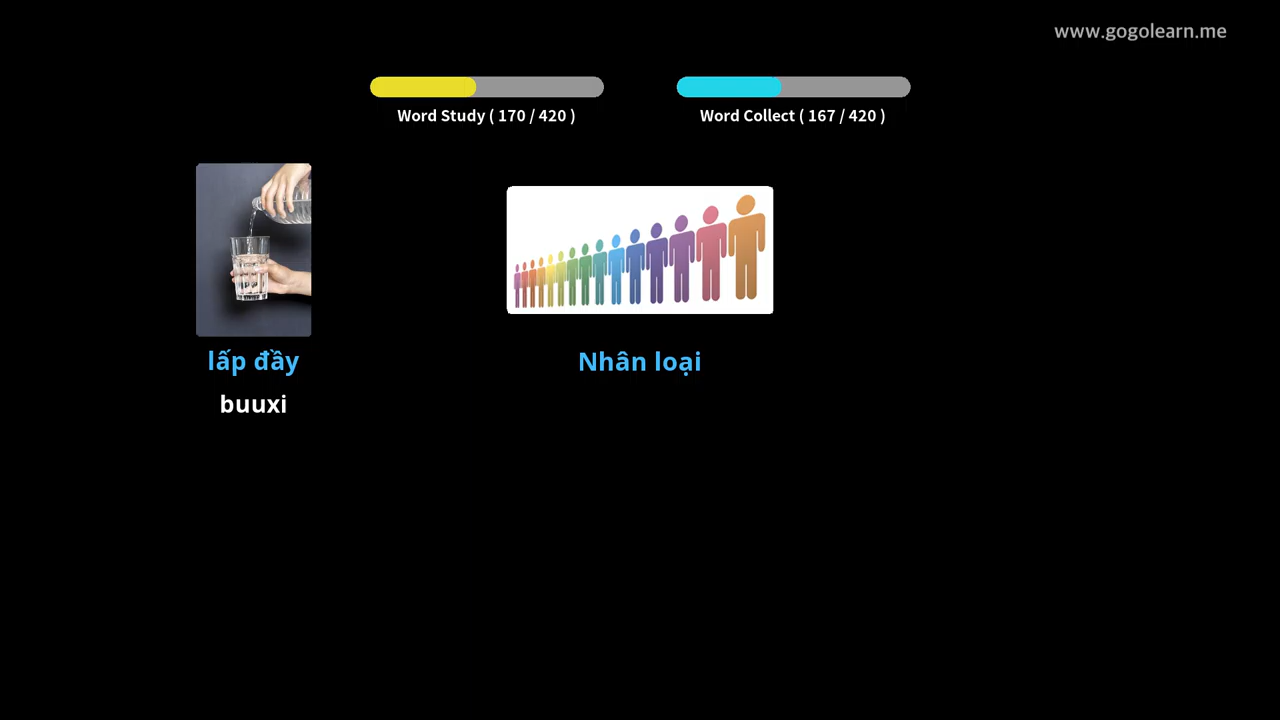 www.gogolearn.me
Word Study ( 170 / 420 )
Word Collect ( 167 / 420 )
lấp đầy
buuxi
Nhân loại